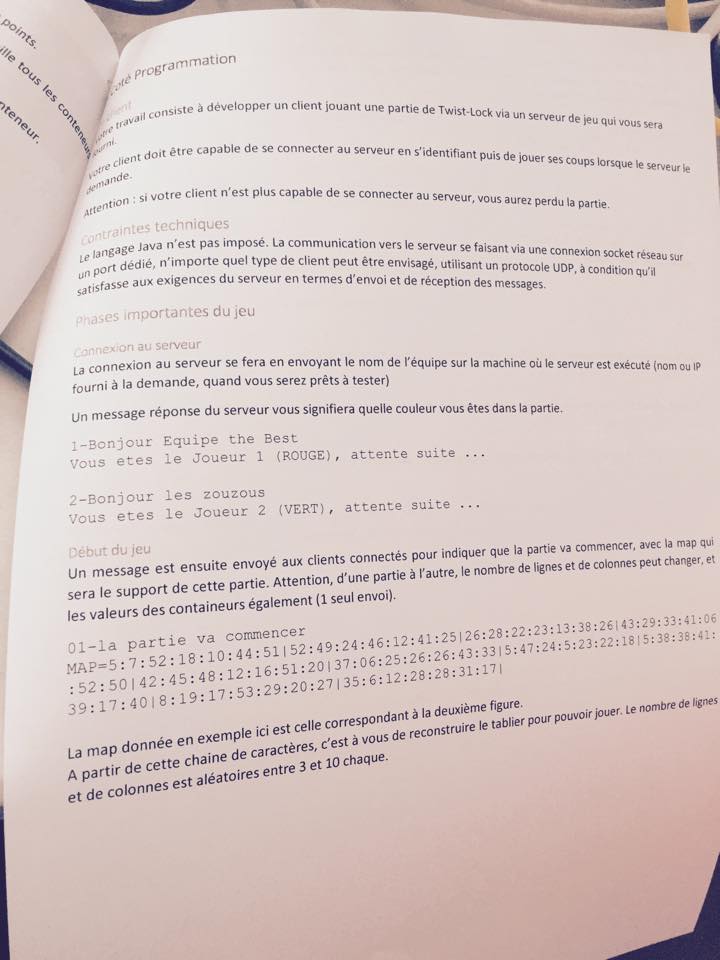 points.
ille tous les conteneu
nteneur.
Coté Programmation
client
Votre travail consiste à développer un client jouant une partie de Twist-Lock via un serveur de jeu qui vous sera
fourni.
Votre client doit être capable de se connecter au serveur en s'identifiant puis de jouer ses coups lorsque le serveur le
demande.
Attention : si votre client n'est plus capable de se connecter au serveur, vous aurez perdu la partie.
Contraintes techniques
Le langage Java n'est pas imposé. La communication vers le serveur se faisant via une connexion socket réseau sur
un port dédié, n'importe quel type de client peut être envisagé, utilisant un protocole UDP, à condition qu'il
satisfasse aux exigences du serveur en termes d'envoi et de réception des messages.
Phases importantes du jeu
Connexion au serveur
La connexion au serveur se fera en envoyant le nom de l'équipe sur la machine où le serveur est exécuté (nom ou IP
fourni à la demande, quand vous serez prêts à tester)
Un message réponse du serveur vous signifiera quelle couleur vous êtes dans la partie.
1-Bonjour Equipe the Best
Vous etes le Joueur 1 (ROUGE), attente suite ...
2-Bonjour les zouzous
Vous etes le Joueur 2 (VERT), attente suite ...
Début du jeu
Un message est ensuite envoyé aux clients connectés pour indiquer que la partie va commencer, avec la map qui
sera le support de cette partie. Attention, d'une partie à l'autre, le nombre de lignes et de colonnes peut changer, et
les valeurs des containeurs également (1 seul envoi).
01-la partie va commencer
MAP=5:7:52:18:10:44:51|52:49:24:46:12:41:25|26:28:22:23:13:38:26|43:29:33:41:06
:52:50|42:45:48:12:16:51:20|37:06:25:26:26:43:33|5:47:24:5:23:22:18|5:38:38:41:
39:17:40|8:19:17:53:29:20:27|35:6:12:28:28:31:17|
La map donnée en exemple ici est celle correspondant à la deuxième figure.
A partir de cette chaine de caractères, c'est à vous de reconstruire le tablier pour pouvoir jouer. Le nombre de lignes
et de colonnes est aléatoires entre 3 et 10 chaque.